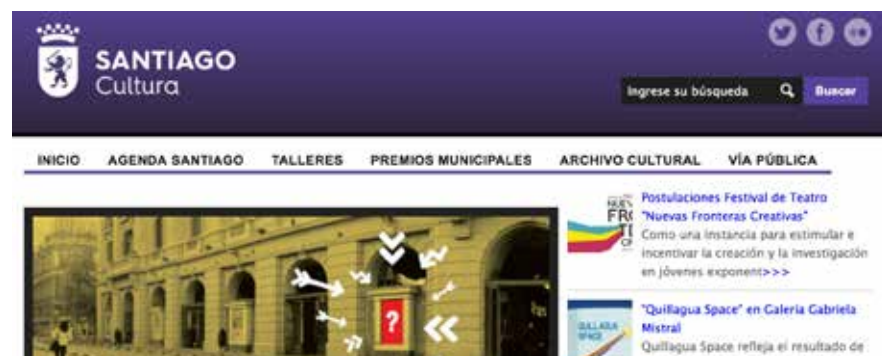 SANTIAGO
Cultura
Ingrese su búsqueda
Buscar
INICIO AGENDA SANTIAGO TALLERES PREMIOS MUNICIPALES ARCHIVO CULTURAL VÍA PÚBLICA
?
Postulaciones Festival de Teatro
"Nuevas Fronteras Creativas"
Como una instancia para estimular e
incentivar la creación y la investigación
en jóvenes exponent>>>
"Quillagua Space" en Galería Gabriela
Mistral
Quillagua Space refleja el resultado de